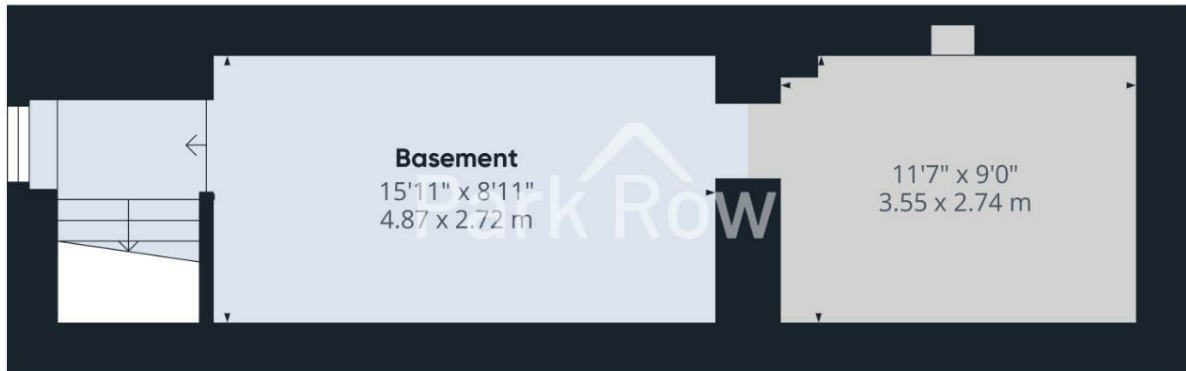 Basement
15'11" x 8'11"
4.87 x 2.72 m
Park Row
11'7" x 9'0"
3.55 x 2.74 m